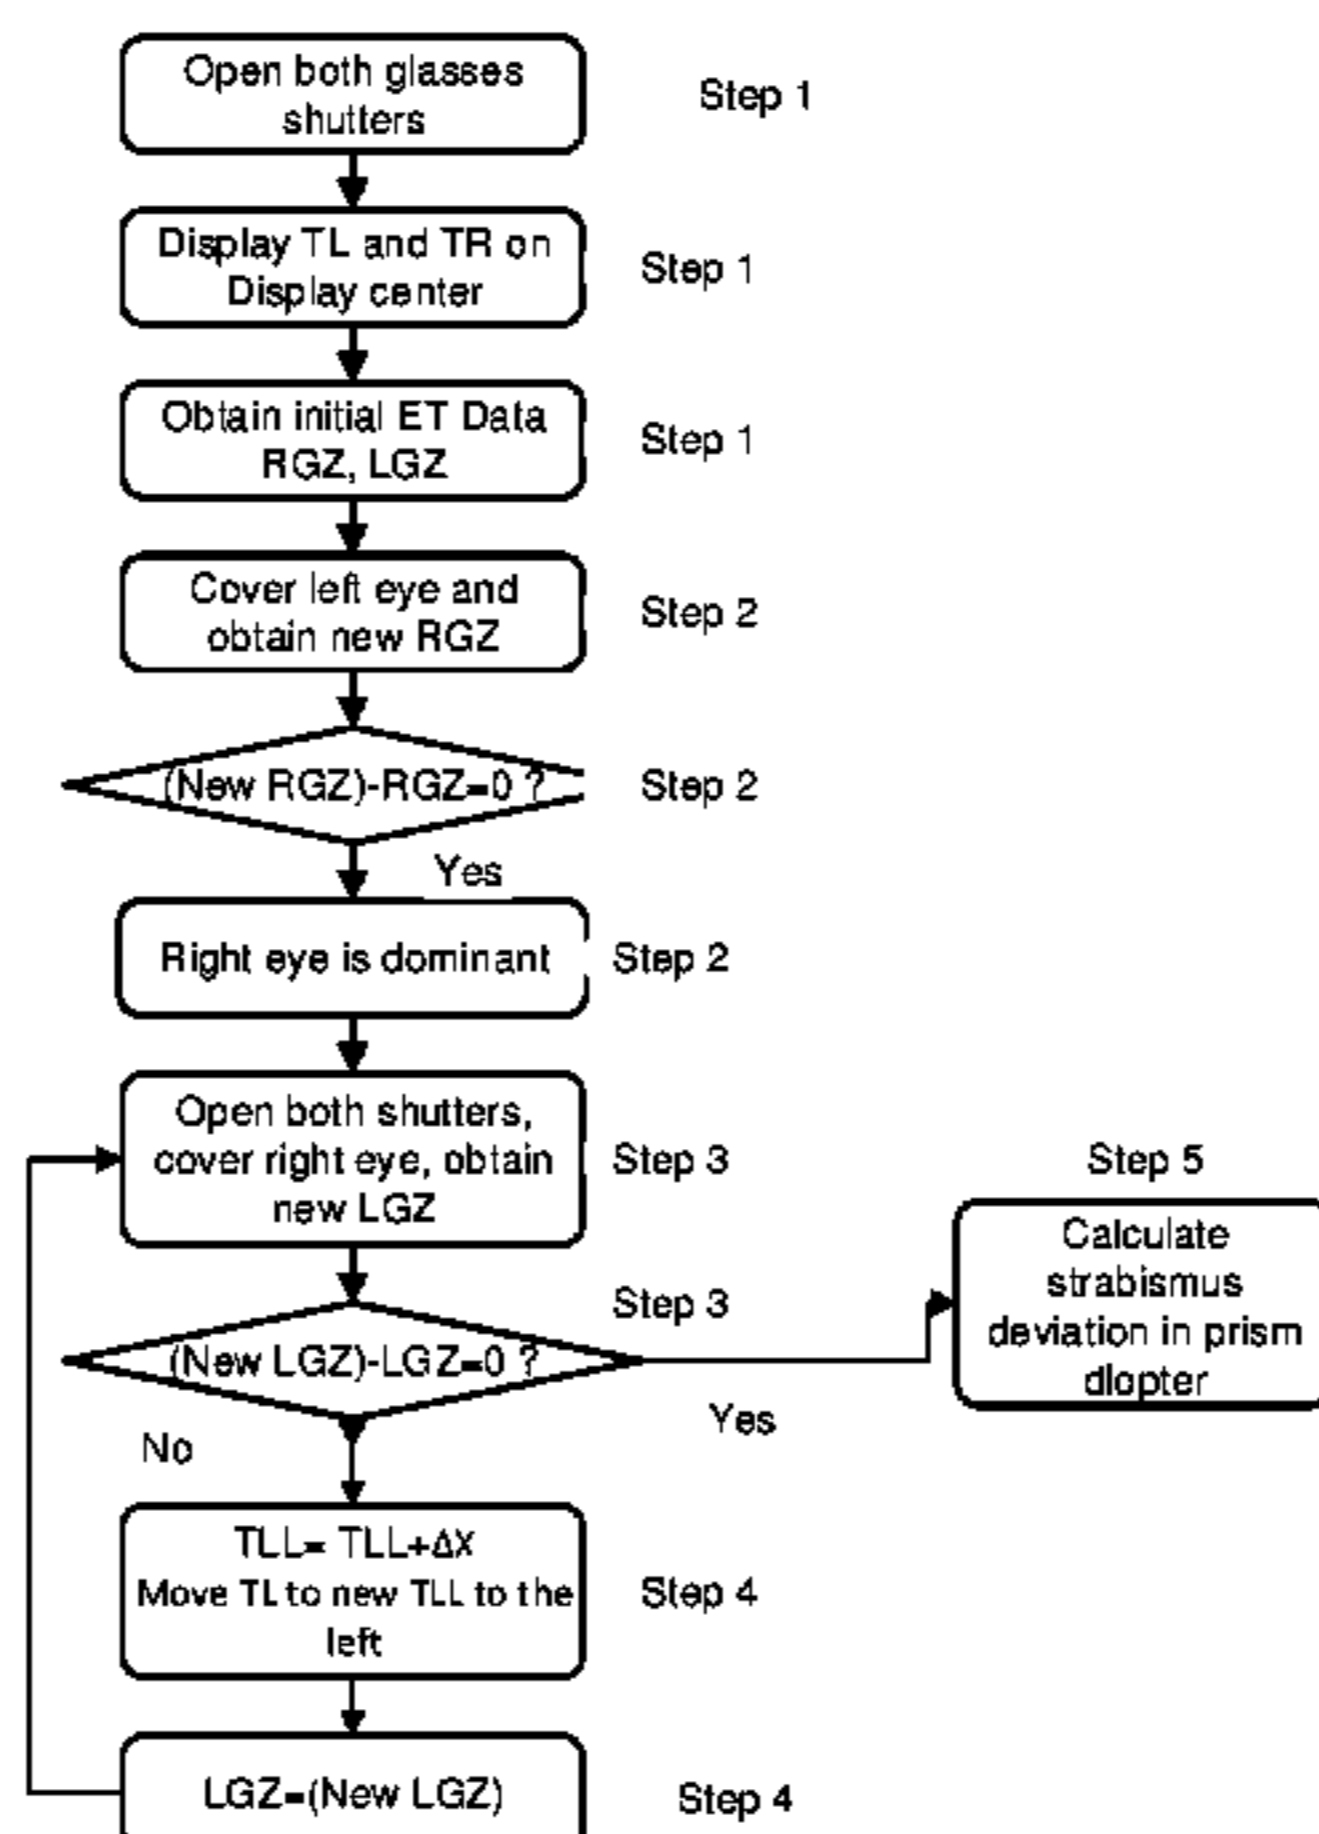 Open both glasses
shutters
Step 1
Display TL and TR on
Display center
Step 1
Obtain initial ET Data
RGZ, LGZ
Step 1
Cover left eye and
obtain new RGZ
Step 2
(New RGZ)-RGZ=0 ?
Step 2
Yes
Right eye is dominant
Step 2
Open both shutters,
cover right eye, obtain
new LGZ
Step 3
Step 5
Calculate
strabismus
deviation in prism
diopter
Step 3
(New LGZ)-LGZ=0 ?
Yes
No
TLL= TLL+ΔX
Move TL to new TLL to the
left
Step 4
LGZ=(New LGZ)
Step 4